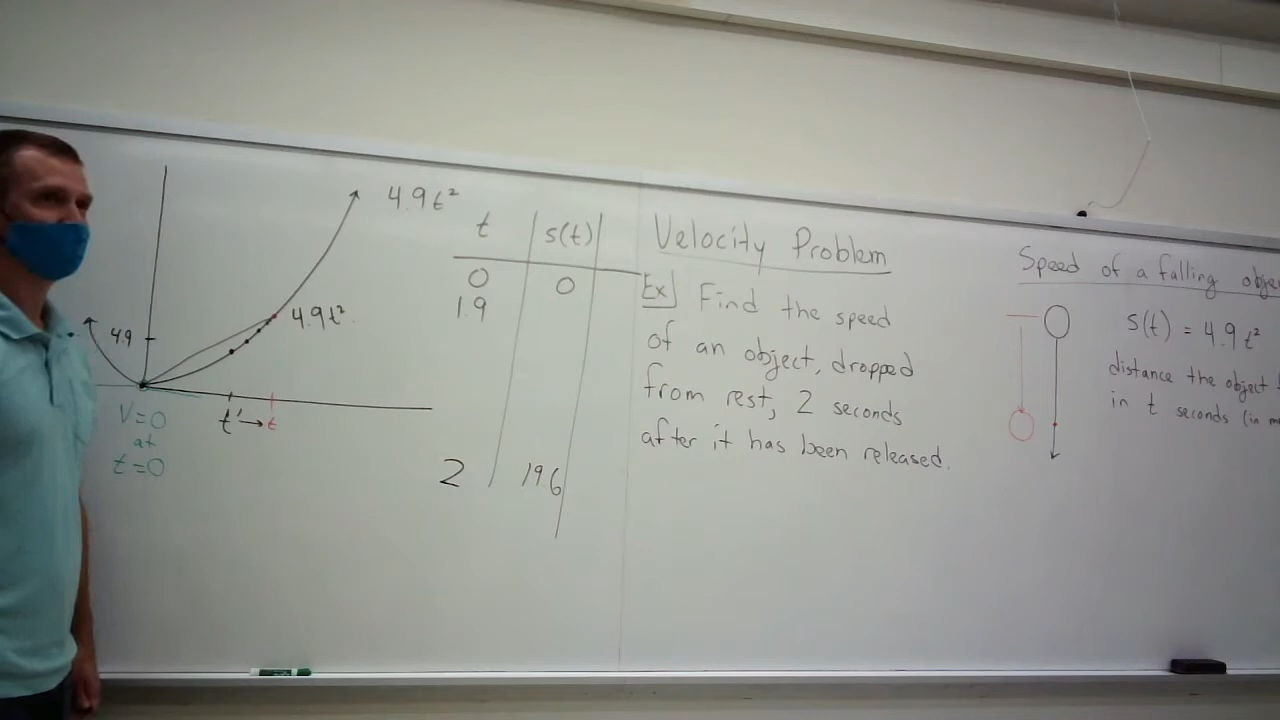 4.9t²
4.9t².
4.9
V=0
at
t=0
t' → t
t s(t)
0 0
1.9
2 196
Velocity Problem
Ex Find the speed
of an object, dropped
from rest, 2 seconds
after it has been released.
Speed of a falling obje
s(t) = 4.9t²
distance the object
in t seconds (in m